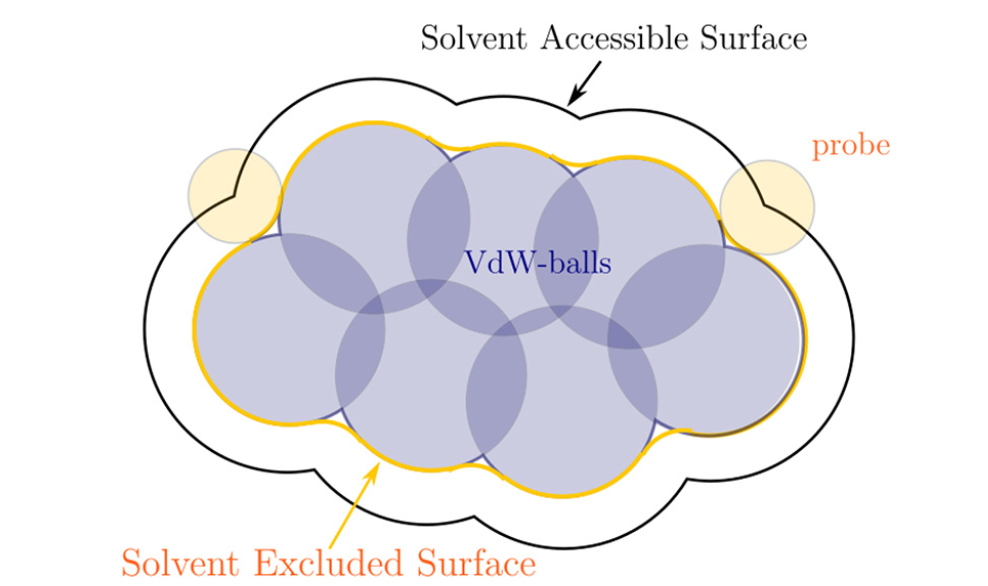 Solvent Accessible Surface
probe
VdW-balls
Solvent Excluded Surface